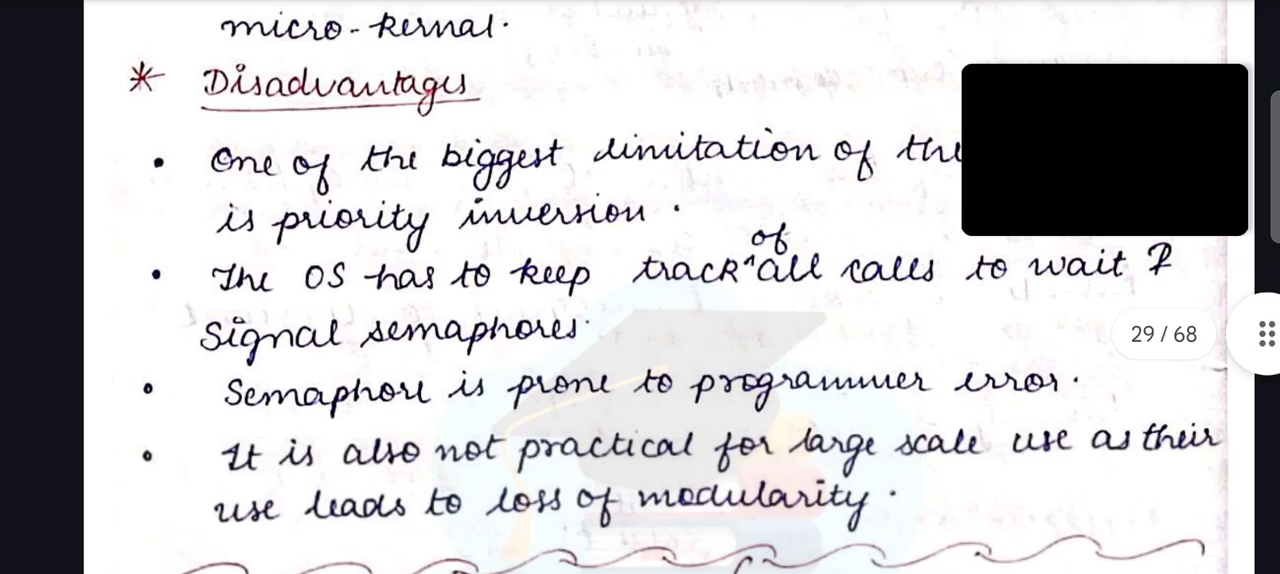 micro-kernal.
* Disadvantages
• One of the biggest limitation of the
is priority inversion.
• The OS has to keep track ^of all calls to wait &
Signal semaphores.
• Semaphore is prone to programmer error.
• It is also not practical for large scale use as their
use leads to loss of modularity.
29 / 68